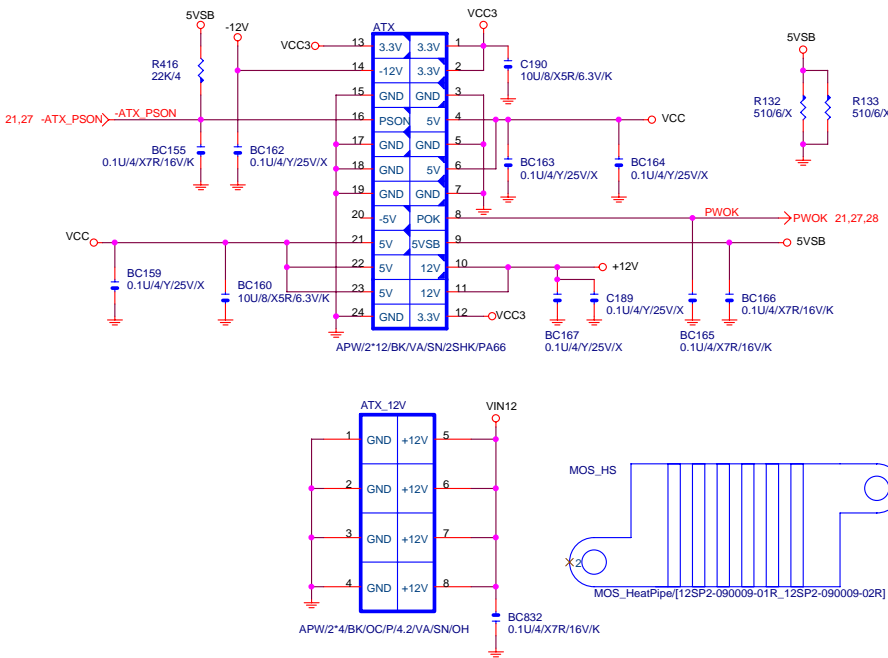 5VSB
-12V
R416
22K/4
21,27 -ATX_PSON
-ATX_PSON
BC155
0.1U/4/X7R/16V/K
BC162
0.1U/4/Y/25V/X
VCC3
ATX
VCC3
13 3.3V 3.3V 1
14 -12V 3.3V 2
15 GND GND 3
16 PSON 5V 4
17 GND GND 5
18 GND 5V 6
19 GND GND 7
20 -5V POK 8
21 5V 5VSB 9
22 5V 12V 10
23 5V 12V 11
24 GND 3.3V 12
APW/2*12/BK/VA/SN/2SHK/PA66
C190
10U/8/X5R/6.3V/K
VCC
BC163
0.1U/4/Y/25V/X
BC164
0.1U/4/Y/25V/X
5VSB
R132
510/6/X
R133
510/6/X
PWOK
PWOK 21,27,28
5VSB
VCC
BC159
0.1U/4/Y/25V/X
BC160
10U/8/X5R/6.3V/K
+12V
VCC3
C189
0.1U/4/Y/25V/X
BC167
0.1U/4/Y/25V/X
BC166
0.1U/4/X7R/16V/K
BC165
0.1U/4/X7R/16V/K
ATX_12V
VIN12
1 GND +12V 5
2 GND +12V 6
3 GND +12V 7
4 GND +12V 8
APW/2*4/BK/OC/P/4.2/VA/SN/OH
BC832
0.1U/4/X7R/16V/K
MOS_HS
2
MOS_HeatPipe/[12SP2-090009-01R_12SP2-090009-02R]